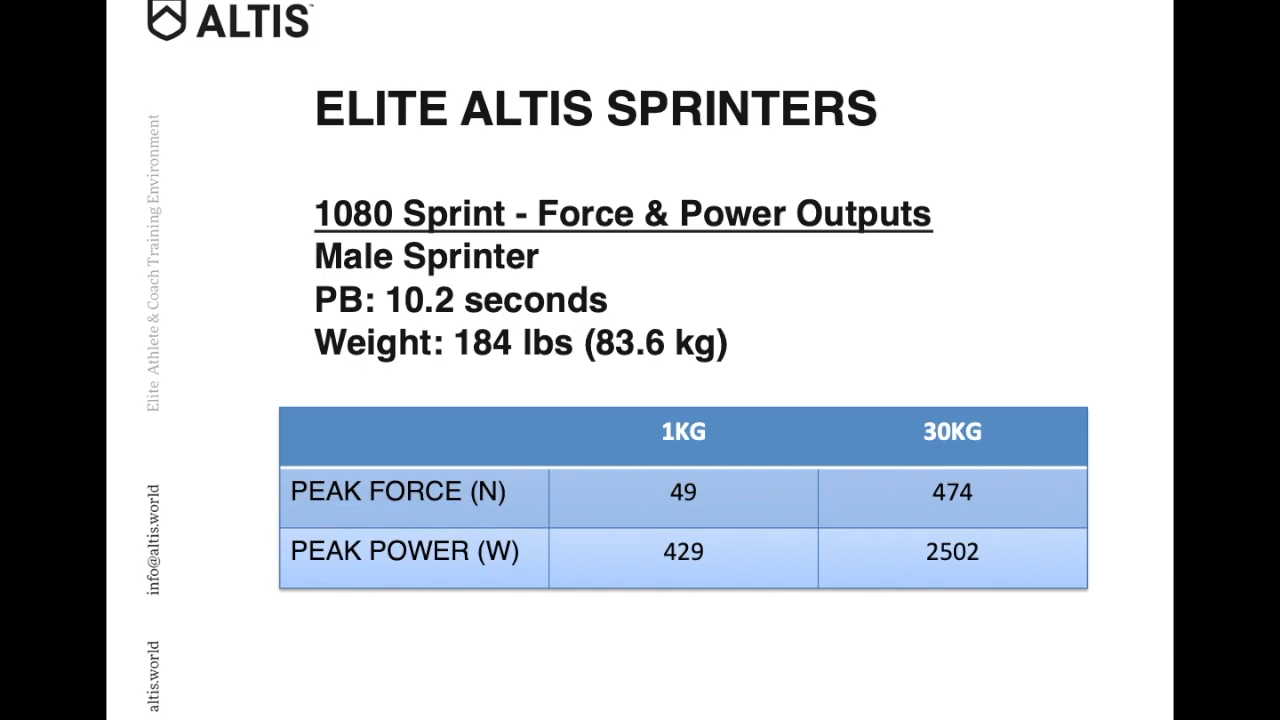 ALTIS™
ELITE ALTIS SPRINTERS
1080 Sprint - Force & Power Outputs
Male Sprinter
PB: 10.2 seconds
Weight: 184 lbs (83.6 kg)
1KG 30KG
PEAK FORCE (N) 49 474
PEAK POWER (W) 429 2502
Elite Athlete & Coach Training Environment
info@altis.world
altis.world